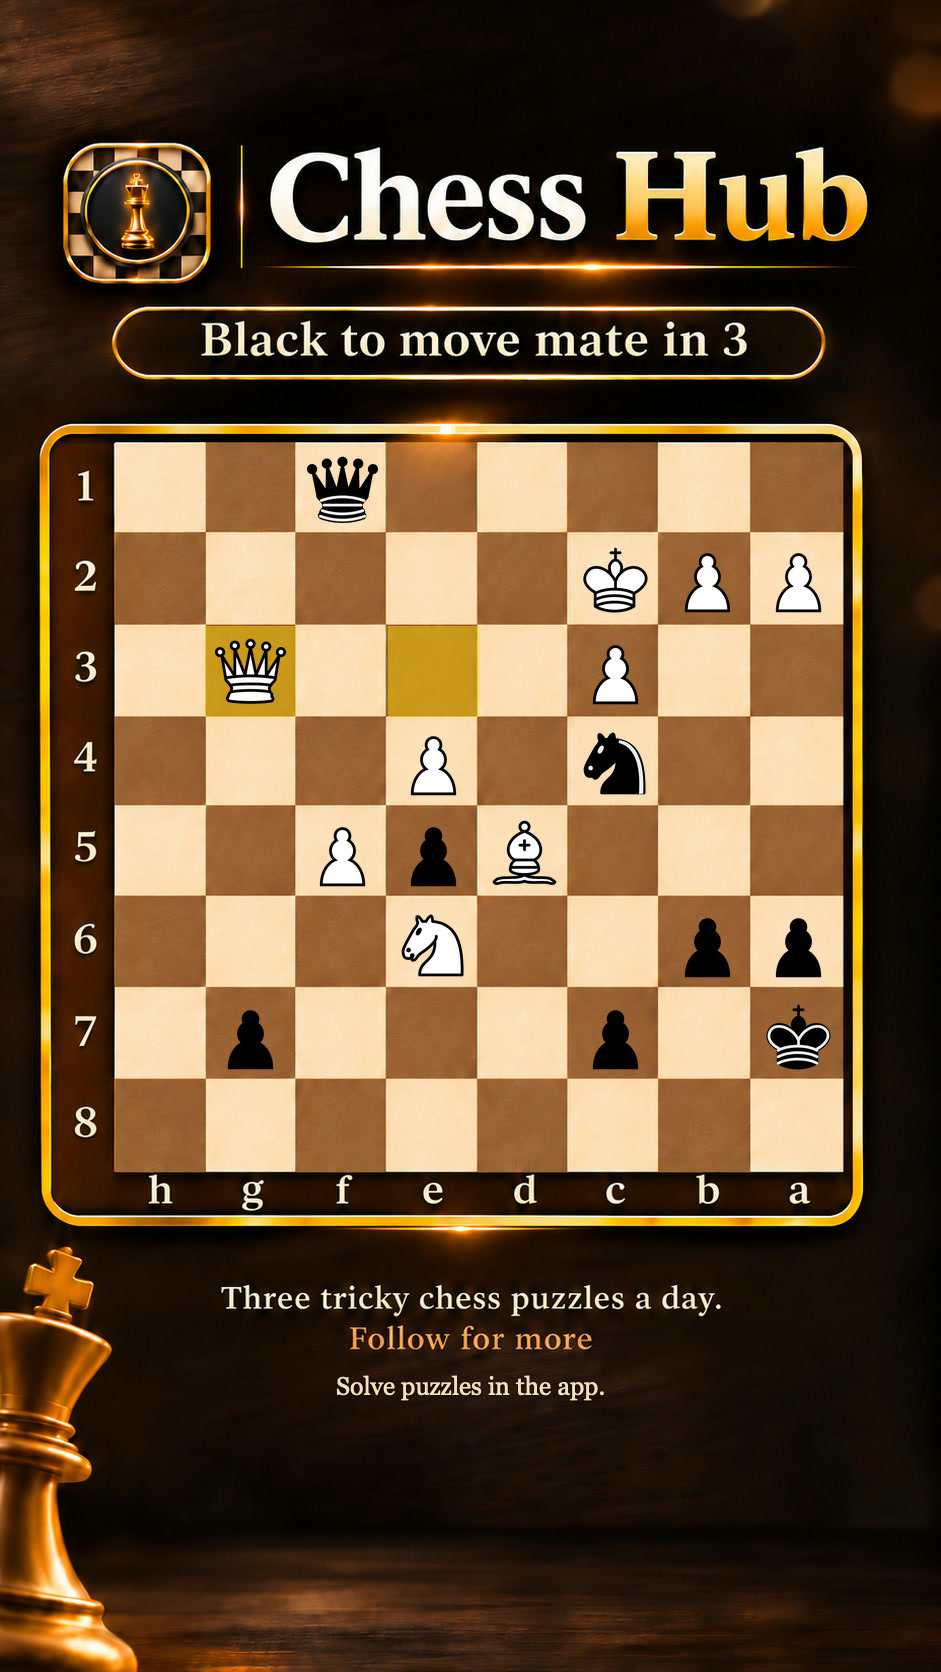 Chess Hub
Black to move mate in 3
1
2
3
4
5
6
7
8
h g f e d c b a
Three tricky chess puzzles a day.
Follow for more
Solve puzzles in the app.